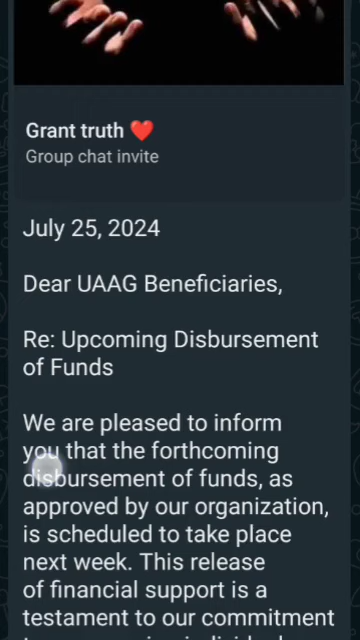 Grant truth ❤️
Group chat invite
July 25, 2024
Dear UAAG Beneficiaries,
Re: Upcoming Disbursement
of Funds
We are pleased to inform
you that the forthcoming
disbursement of funds, as
approved by our organization,
is scheduled to take place
next week. This release
of financial support is a
testament to our commitment